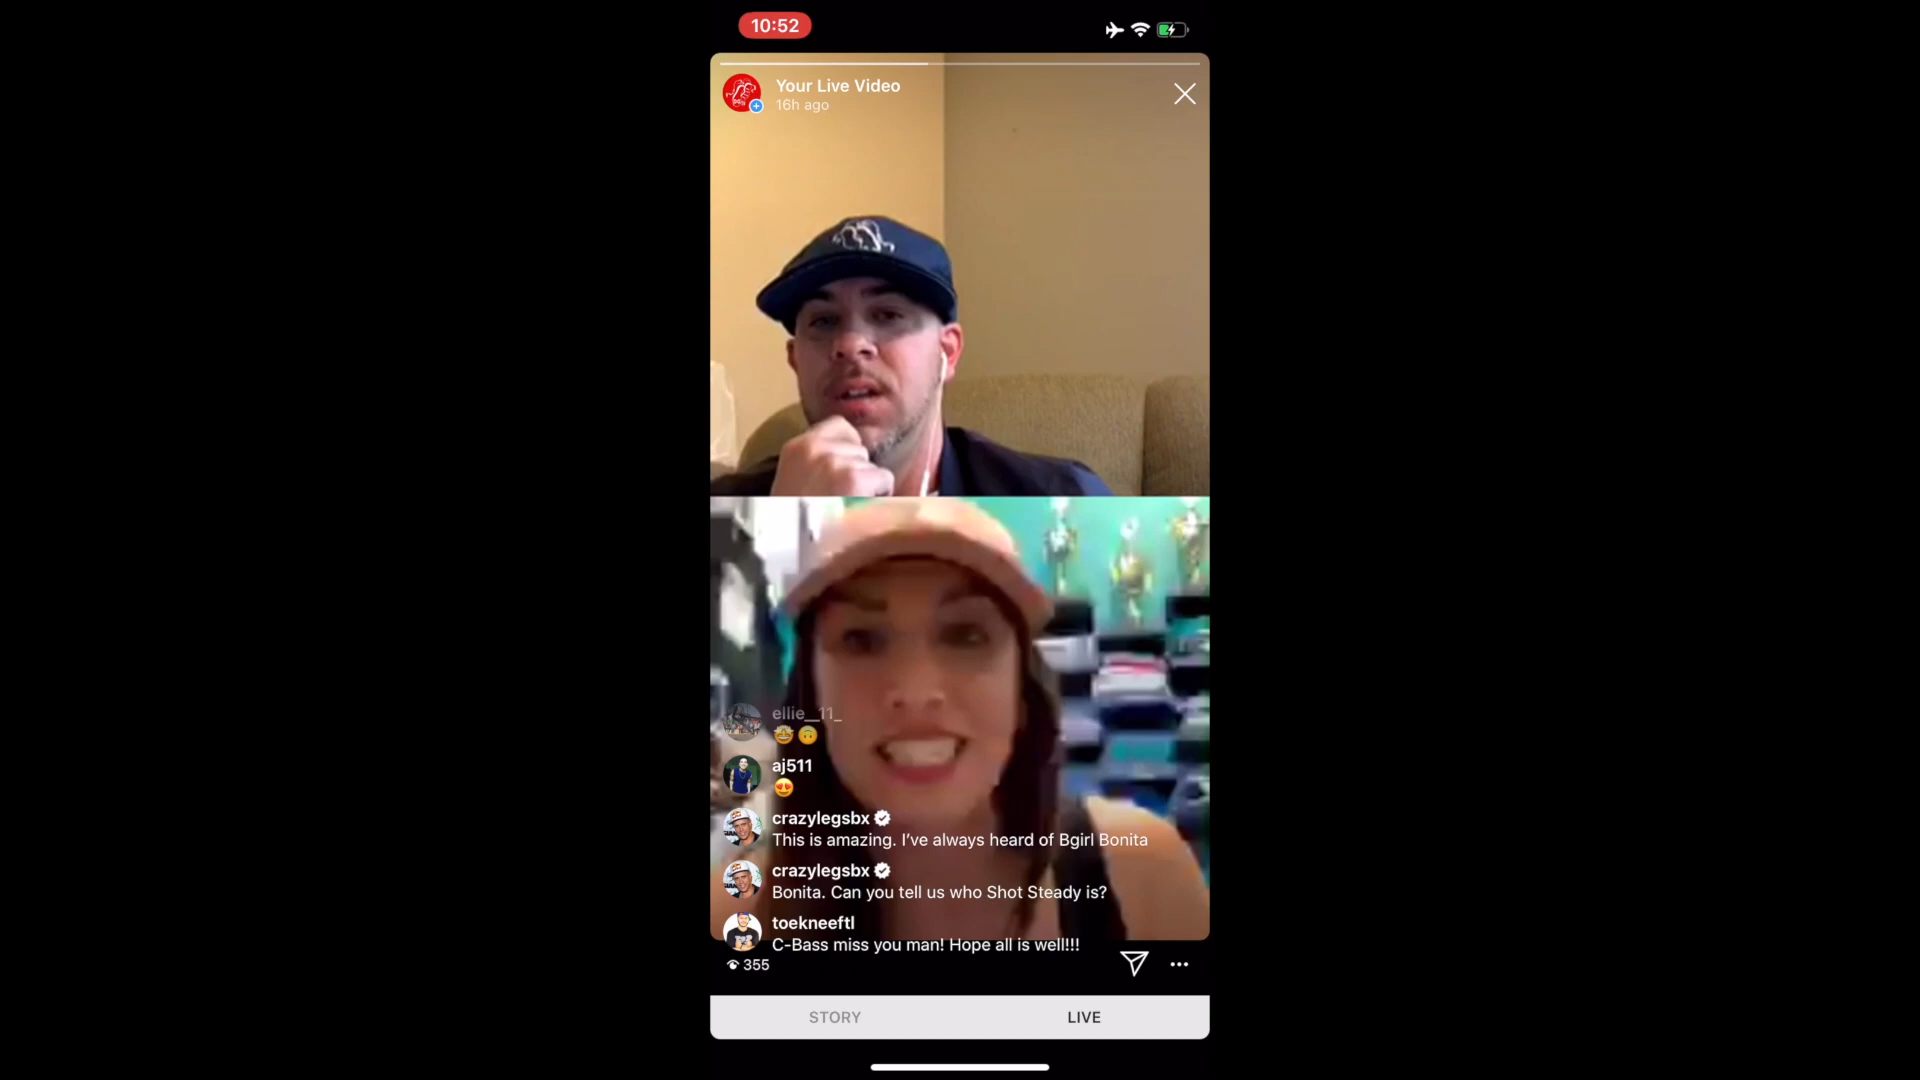 10:52
Your Live Video
16h ago
ellie__11_
aj511
crazylegsbx
This is amazing. I've always heard of Bgirl Bonita
crazylegsbx
Bonita. Can you tell us who Shot Steady is?
toekneeftl
C-Bass miss you man! Hope all is well!!!
355
STORY
LIVE